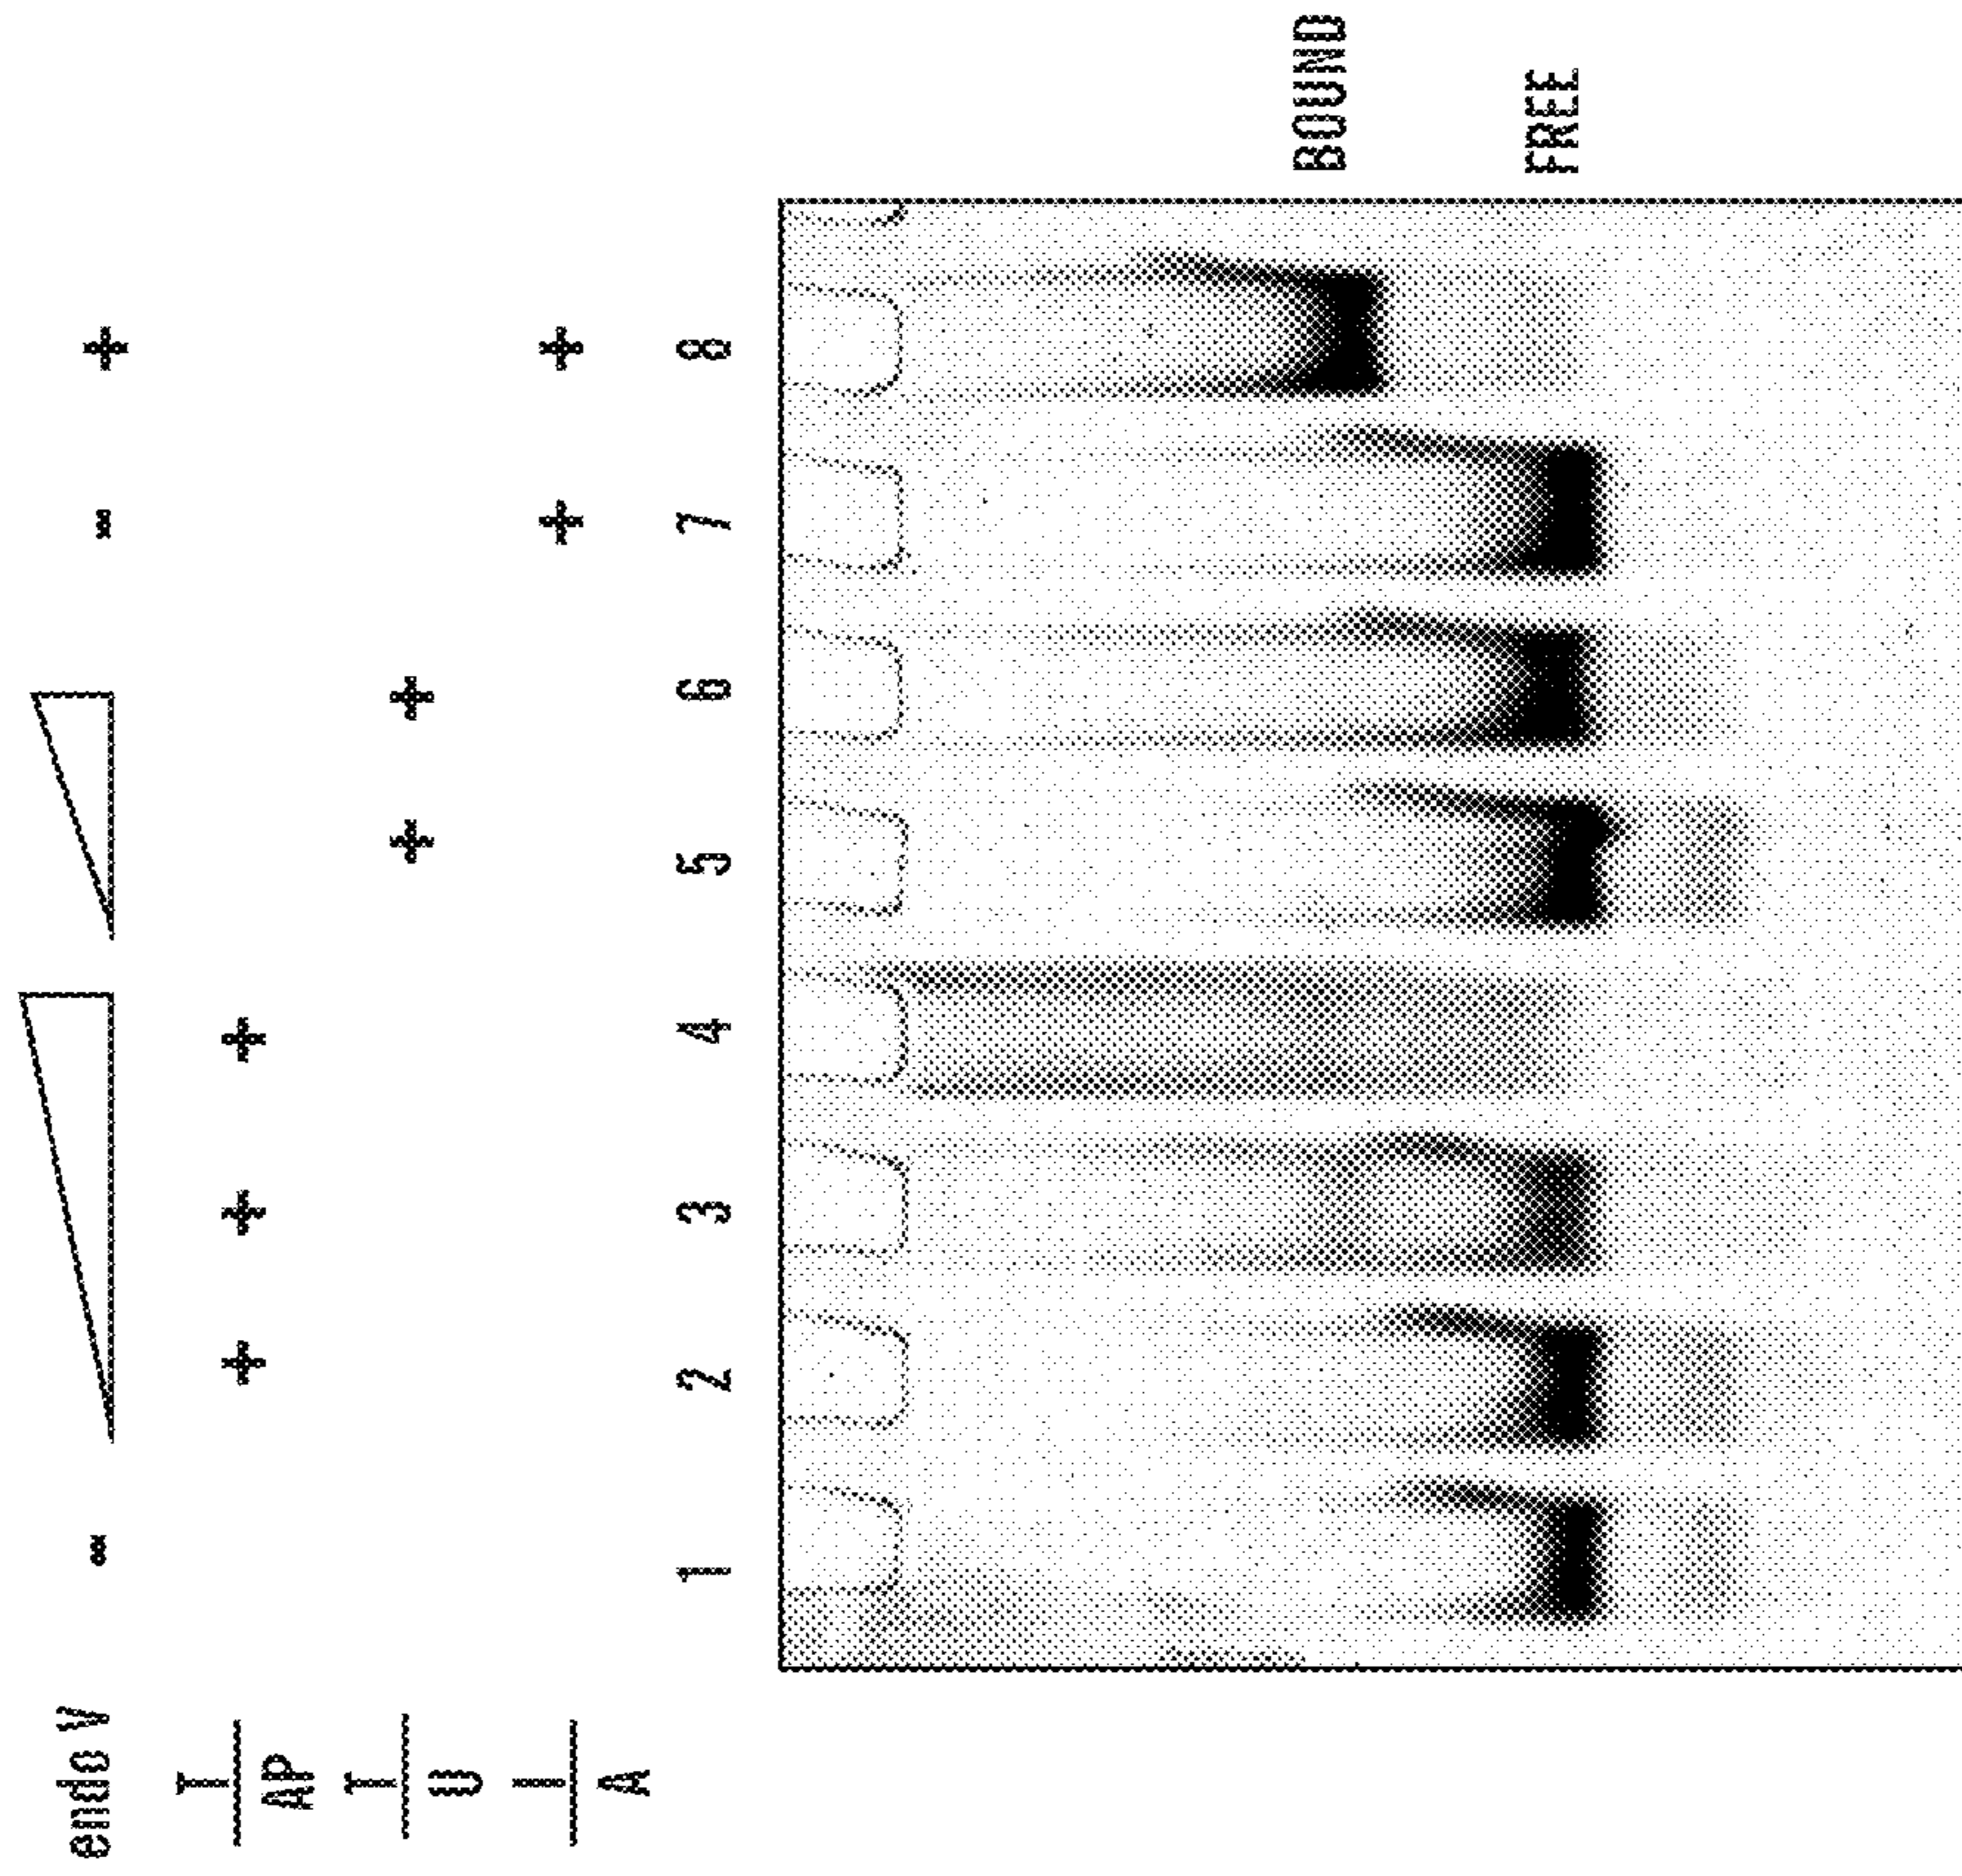 endo V - - +
T
AP + + +
T
U + +
I
A + +
1 2 3 4 5 6 7 8
BOUND
FREE